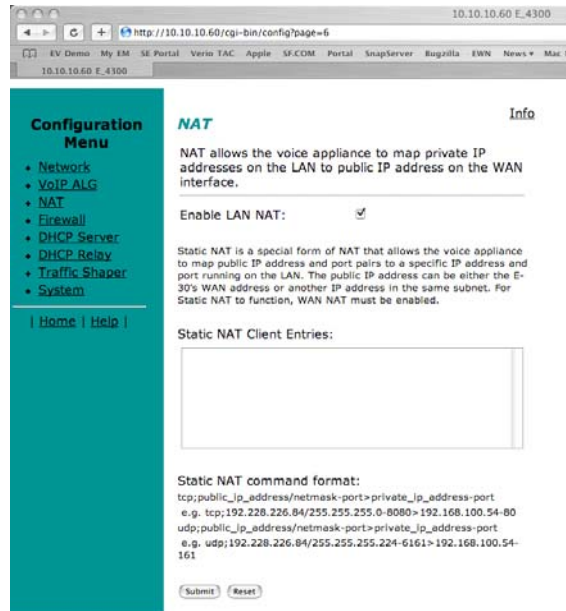 10.10.10.60 E_4300
http://10.10.10.60/cgi-bin/config?page=6
EV Demo My EM SE Portal Verio TAC Apple SF.COM Portal SnapServer Bugzilla EWN News Mac
10.10.10.60 E_4300
Configuration
Menu
Network
VoIP ALG
NAT
Firewall
DHCP Server
DHCP Relay
Traffic Shaper
System
| Home | Help |
Info
NAT
NAT allows the voice appliance to map private IP
addresses on the LAN to public IP address on the WAN
interface.
Enable LAN NAT:
Static NAT is a special form of NAT that allows the voice appliance
to map public IP address and port pairs to a specific IP address and
port running on the LAN. The public IP address can be either the E-
30's WAN address or another IP address in the same subnet. For
Static NAT to function, WAN NAT must be enabled.
Static NAT Client Entries:
Static NAT command format:
tcp;public_ip_address/netmask-port>private_ip_address-port
e.g. tcp;192.228.226.84/255.255.255.0-8080>192.168.100.54-80
udp;public_ip_address/netmask-port>private_ip_address-port
e.g. udp;192.228.226.84/255.255.255.224-6161>192.168.100.54-
161
Submit Reset